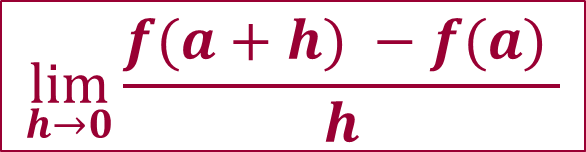 lim h→0 f(a + h) − f(a) / h